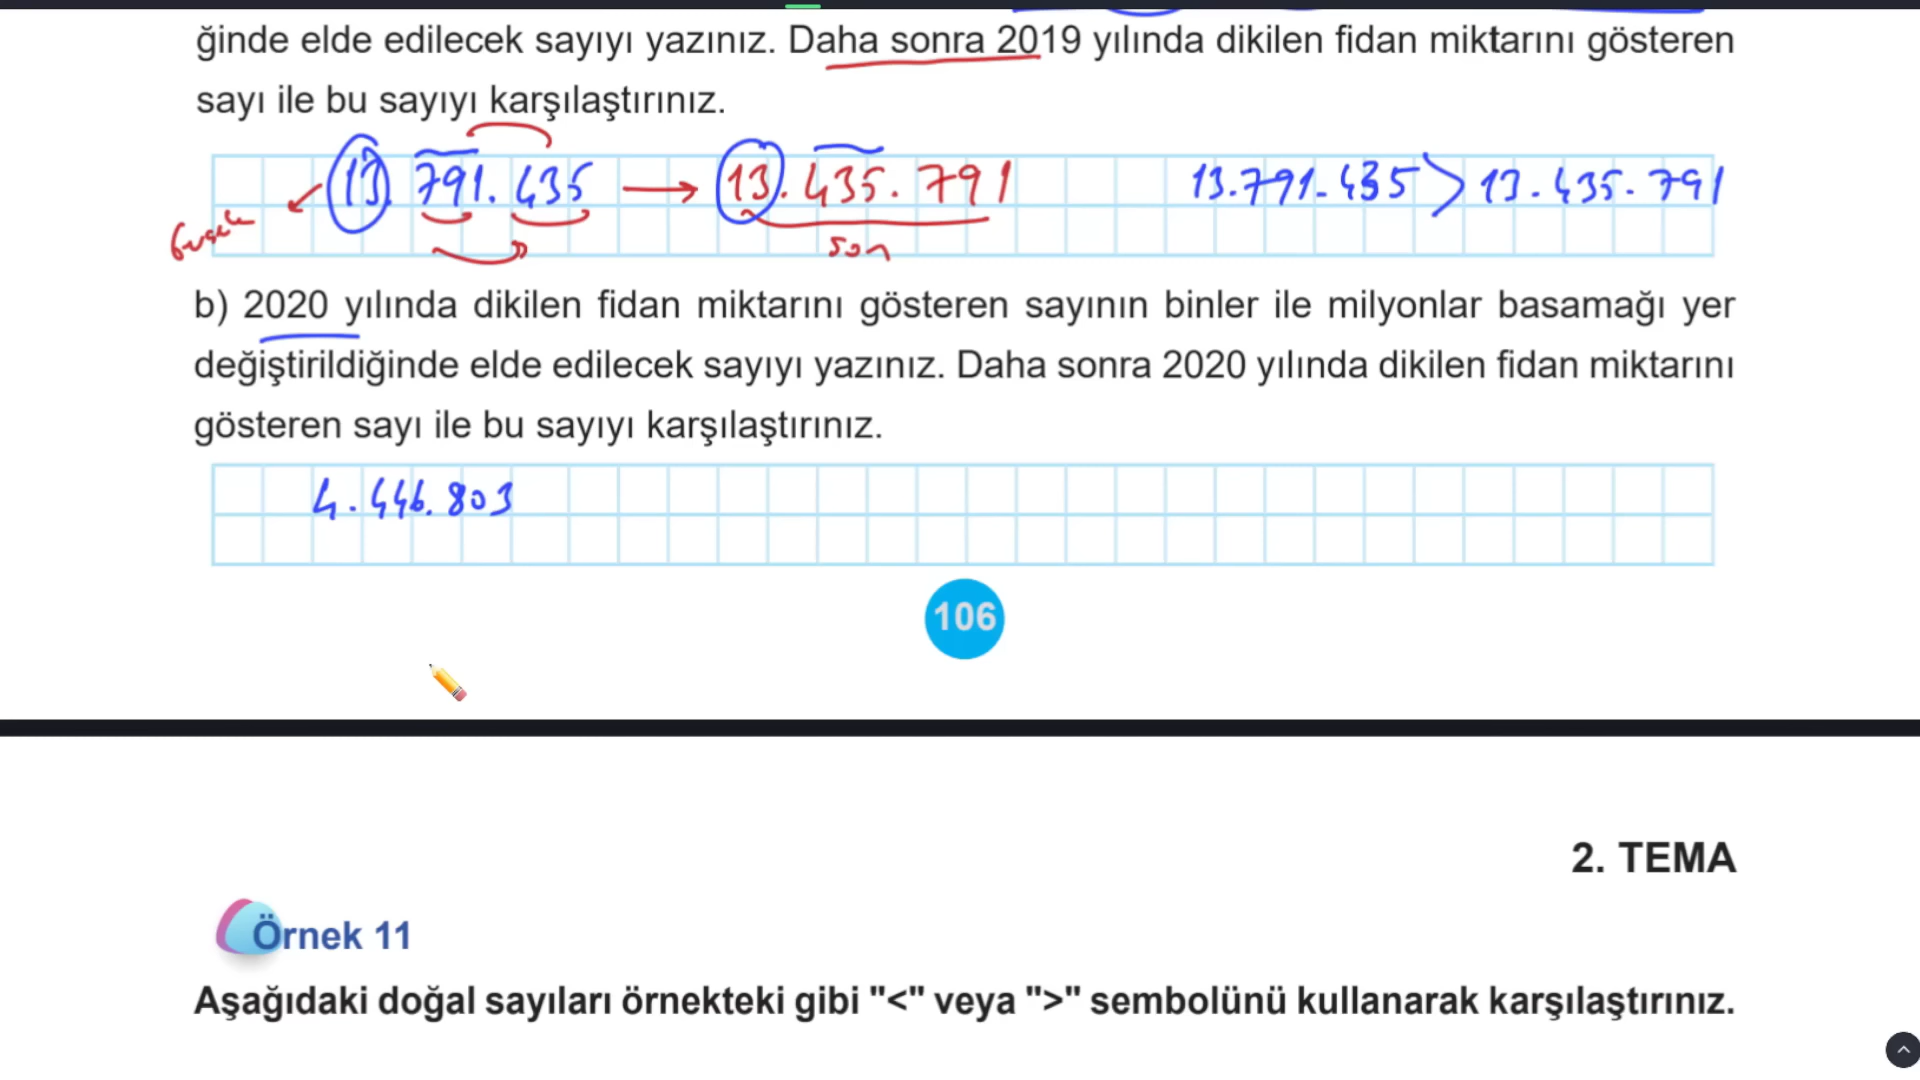 ğinde elde edilecek sayıyı yazınız. Daha sonra 2019 yılında dikilen fidan miktarını gösteren
sayı ile bu sayıyı karşılaştırınız.
13.791.435 → 13.435.791 13.791.435 > 13.435.791
son
b) 2020 yılında dikilen fidan miktarını gösteren sayının binler ile milyonlar basamağı yer
değiştirildiğinde elde edilecek sayıyı yazınız. Daha sonra 2020 yılında dikilen fidan miktarını
gösteren sayı ile bu sayıyı karşılaştırınız.
4.446.803
106
2. TEMA
Örnek 11
Aşağıdaki doğal sayıları örnekteki gibi "<" veya ">" sembolünü kullanarak karşılaştırınız.